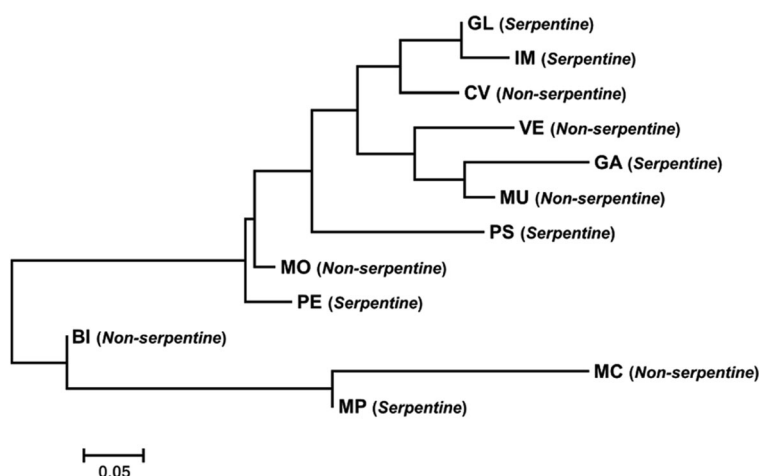 GL (Serpentine)
IM (Serpentine)
CV (Non-serpentine)
VE (Non-serpentine)
GA (Serpentine)
MU (Non-serpentine)
PS (Serpentine)
MO (Non-serpentine)
PE (Serpentine)
BI (Non-serpentine)
MC (Non-serpentine)
MP (Serpentine)
0.05